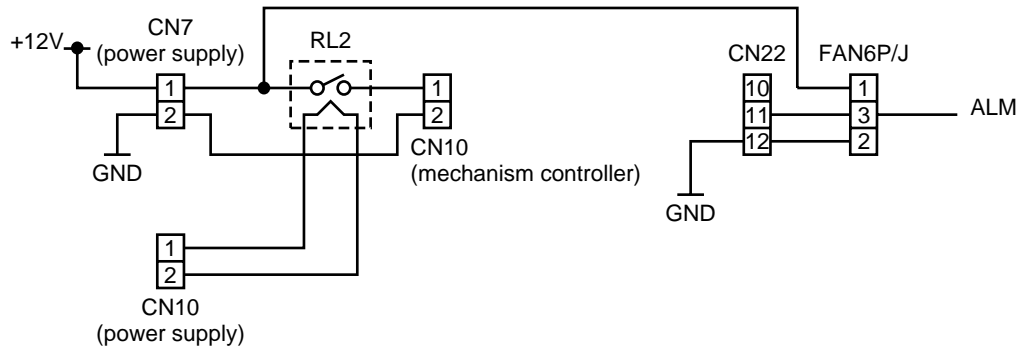 +12V
CN7
(power supply)
1
2
GND
RL2
1
2
CN10
(mechanism controller)
1
2
CN10
(power supply)
CN22
10
11
12
GND
FAN6P/J
1
3
2
ALM